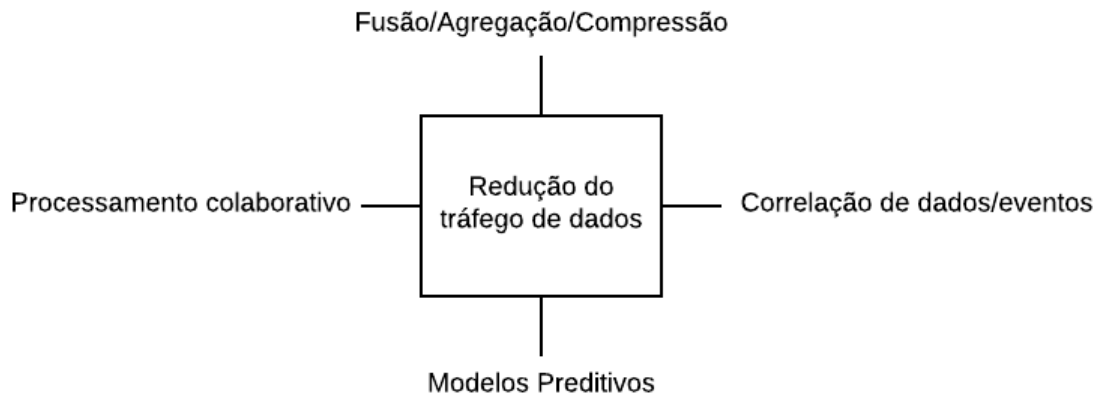 Fusão/Agregação/Compressão
Processamento colaborativo
Redução do
tráfego de dados
Correlação de dados/eventos
Modelos Preditivos